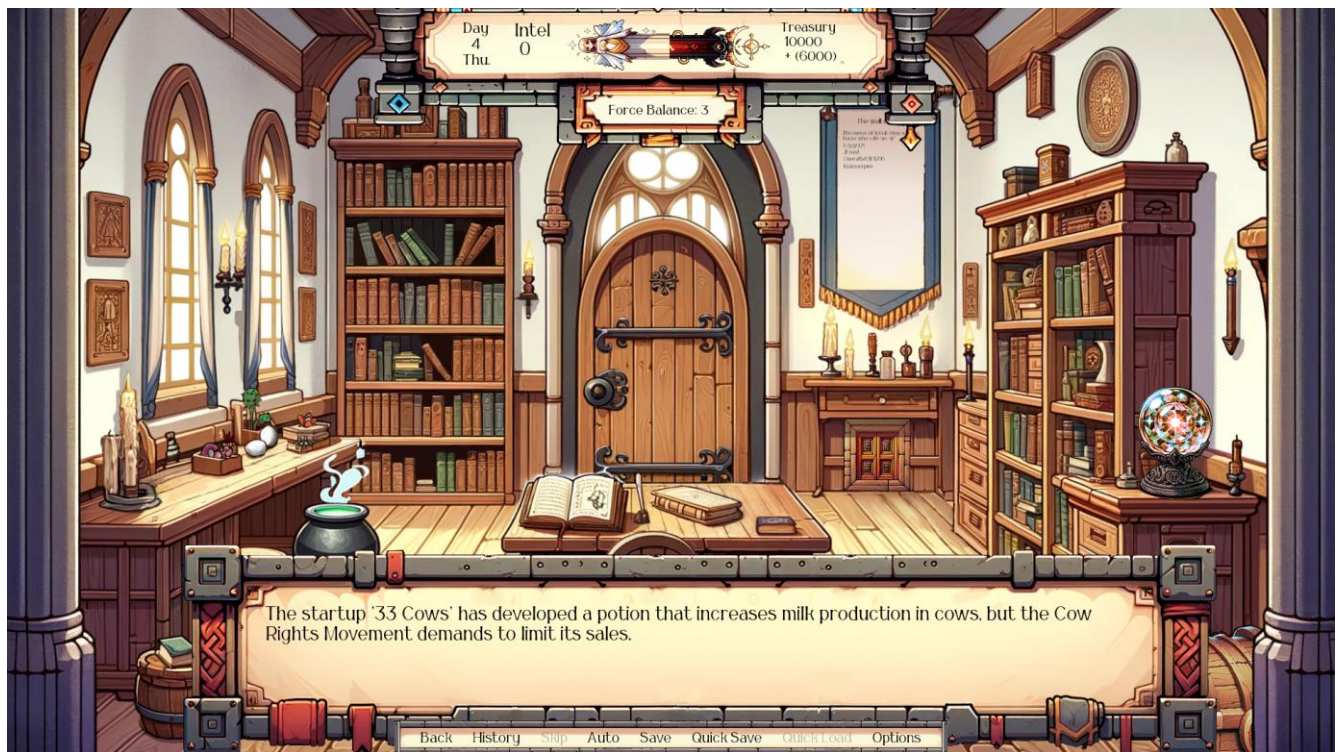 Day
4
Thu.
Intel
0
Treasury
10000
+ (6000)
Force Balance: 3
The startup '33 Cows' has developed a potion that increases milk production in cows, but the Cow
Rights Movement demands to limit its sales.
Back History Skip Auto Save Quick Save Quick Load Options